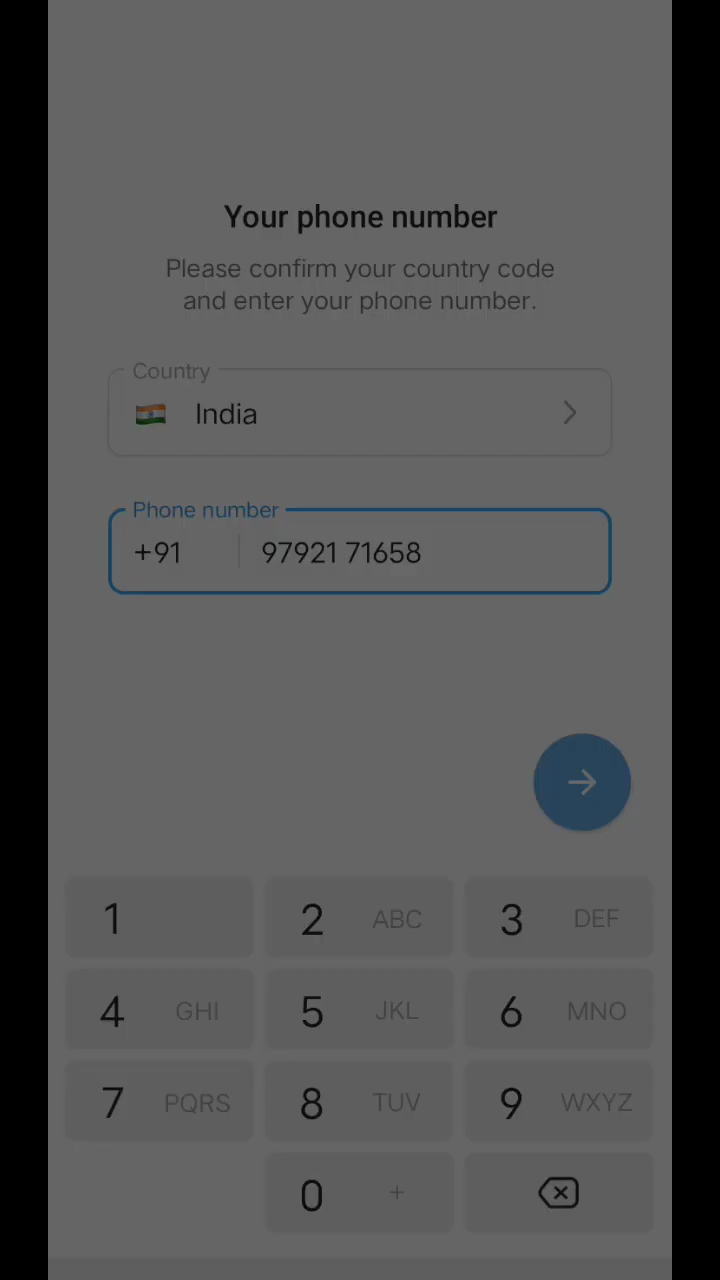 Your phone number
Please confirm your country code
and enter your phone number.
Country
India
Phone number
+91 97921 71658
1
2 ABC
3 DEF
4 GHI
5 JKL
6 MNO
7 PQRS
8 TUV
9 WXYZ
0 +